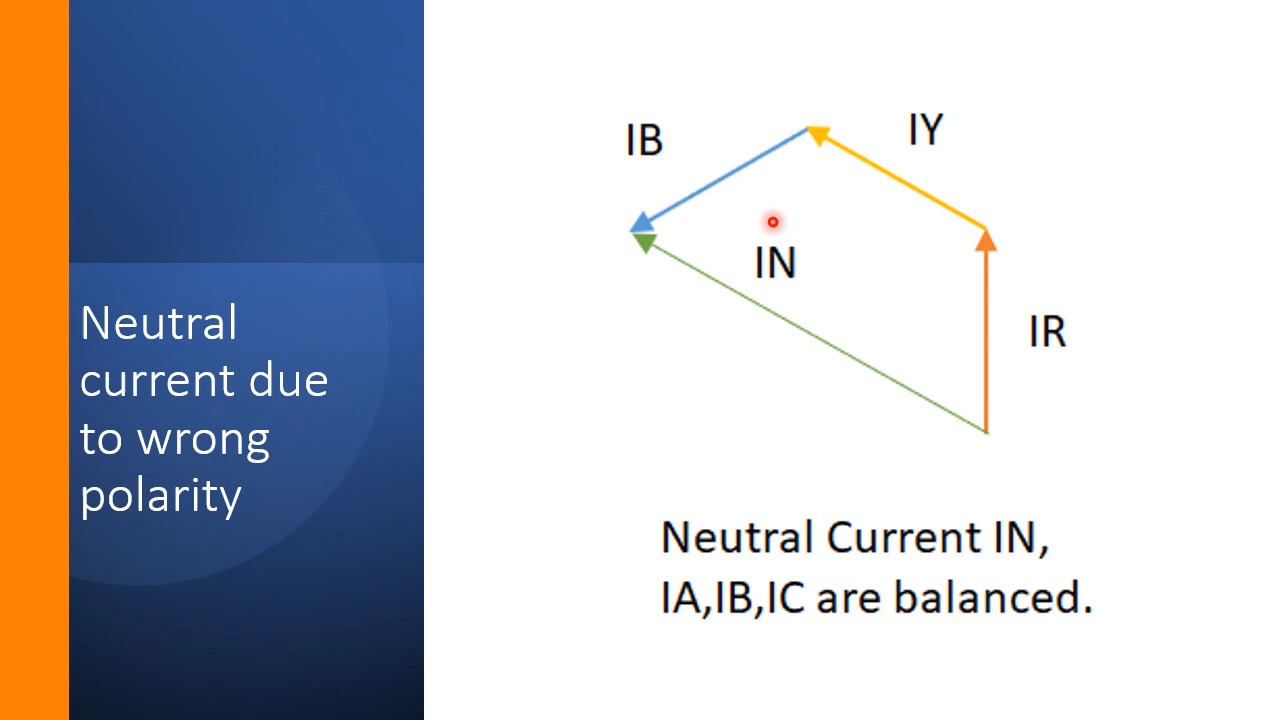 Neutral
current due
to wrong
polarity
IB
IY
IN
IR
Neutral Current IN,
IA,IB,IC are balanced.